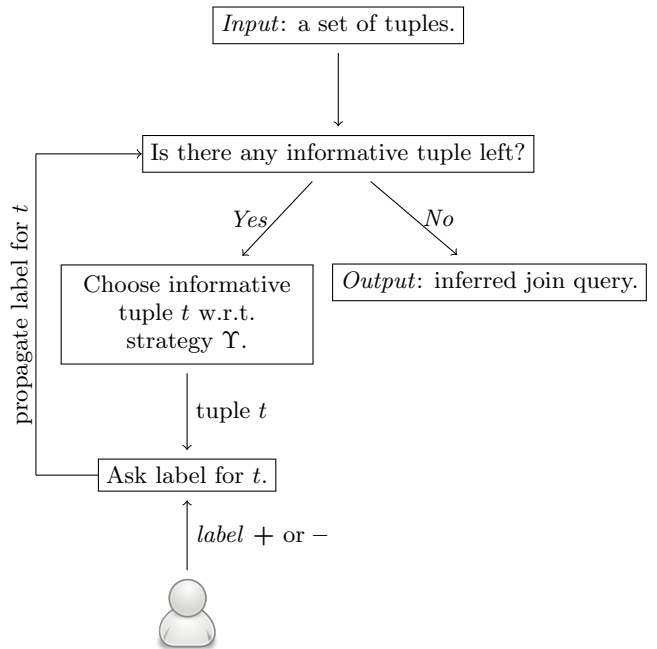 Input: a set of tuples.
Is there any informative tuple left?
Yes
No
Choose informative
tuple t w.r.t.
strategy ϒ.
Output: inferred join query.
propagate label for t
tuple t
Ask label for t.
label + or −